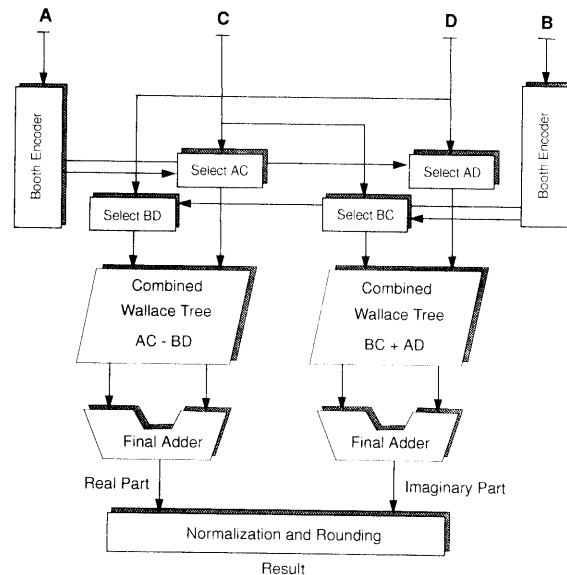 A
C
D
B
Booth Encoder
Booth Encoder
Select AC
Select AD
Select BD
Select BC
Combined
Wallace Tree
AC - BD
Combined
Wallace Tree
BC + AD
Final Adder
Final Adder
Real Part
Imaginary Part
Normalization and Rounding
Result